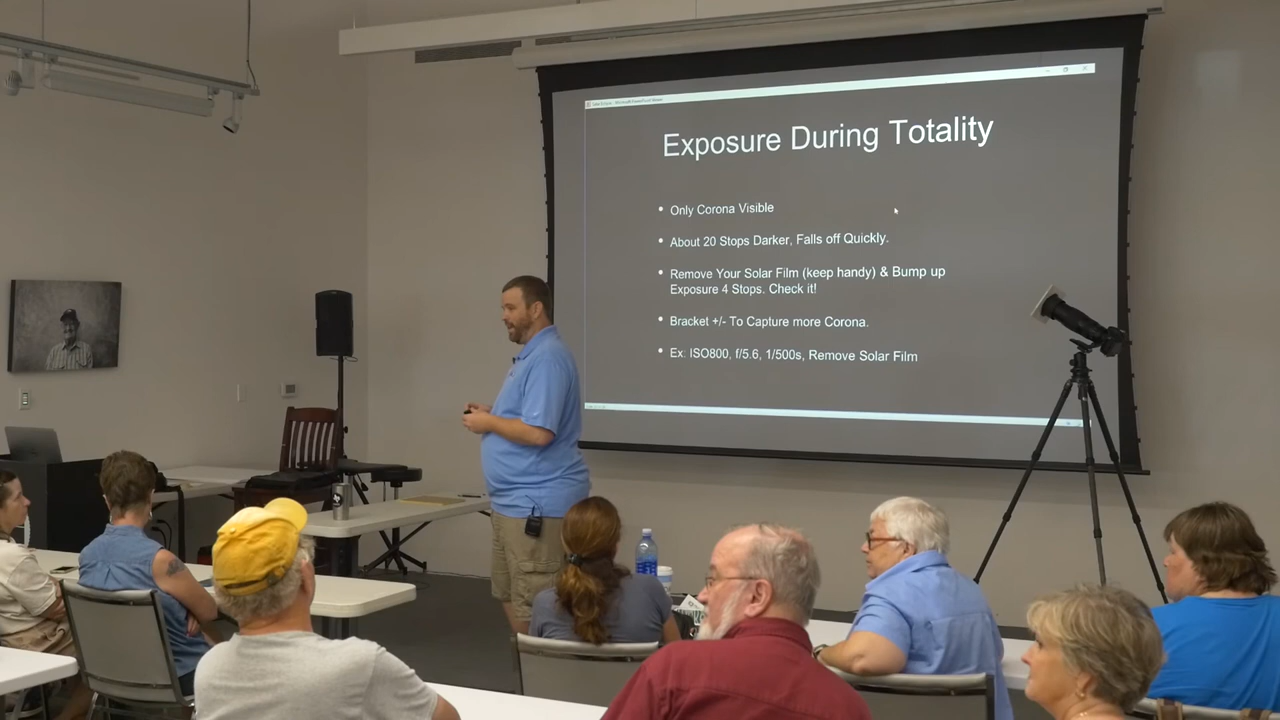 Exposure During Totality
• Only Corona Visible
• About 20 Stops Darker, Falls off Quickly.
• Remove Your Solar Film (keep handy) & Bump up
Exposure 4 Stops. Check it!
• Bracket +/- To Capture more Corona.
• Ex: ISO800, f/5.6, 1/500s, Remove Solar Film